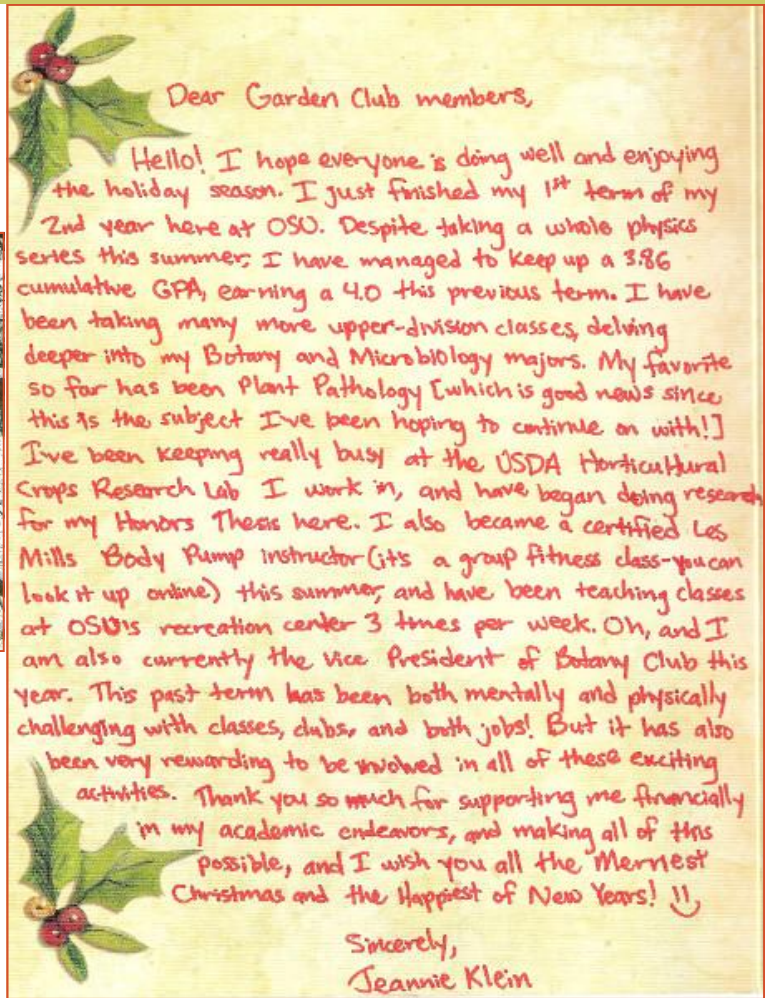 Dear Garden Club members,
Hello! I hope everyone is doing well and enjoying
the holiday season. I just finished my 1st term of my
2nd year here at OSU. Despite taking a whole physics
series this summer, I have managed to keep up a 3.86
cumulative GPA, earning a 4.0 this previous term. I have
been taking many more upper-division classes, delving
deeper into my Botany and Microbiology majors. My favorite
so far has been Plant Pathology [which is good news since
this is the subject I've been hoping to continue on with!]
I've been keeping really busy at the USDA Horticultural
Crops Research Lab I work in, and have began doing research
for my Honors Thesis here. I also became a certified Les
Mills Body Pump instructor (it's a group fitness class-you can
look it up online) this summer, and have been teaching classes
at OSU's recreation center 3 times per week. Oh, and I
am also currently the Vice President of Botany Club this
year. This past term has been both mentally and physically
challenging with classes, clubs, and both jobs! But it has also
been very rewarding to be involved in all of these exciting
activities. Thank you so much for supporting me financially
in my academic endeavors, and making all of this
possible, and I wish you all the Merriest
Christmas and the Happiest of New Years! :)
Sincerely,
Jeannie Klein